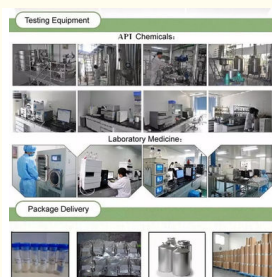 Testing Equipment
API Chemicals:
Laboratory Medicine:
Package Delivery